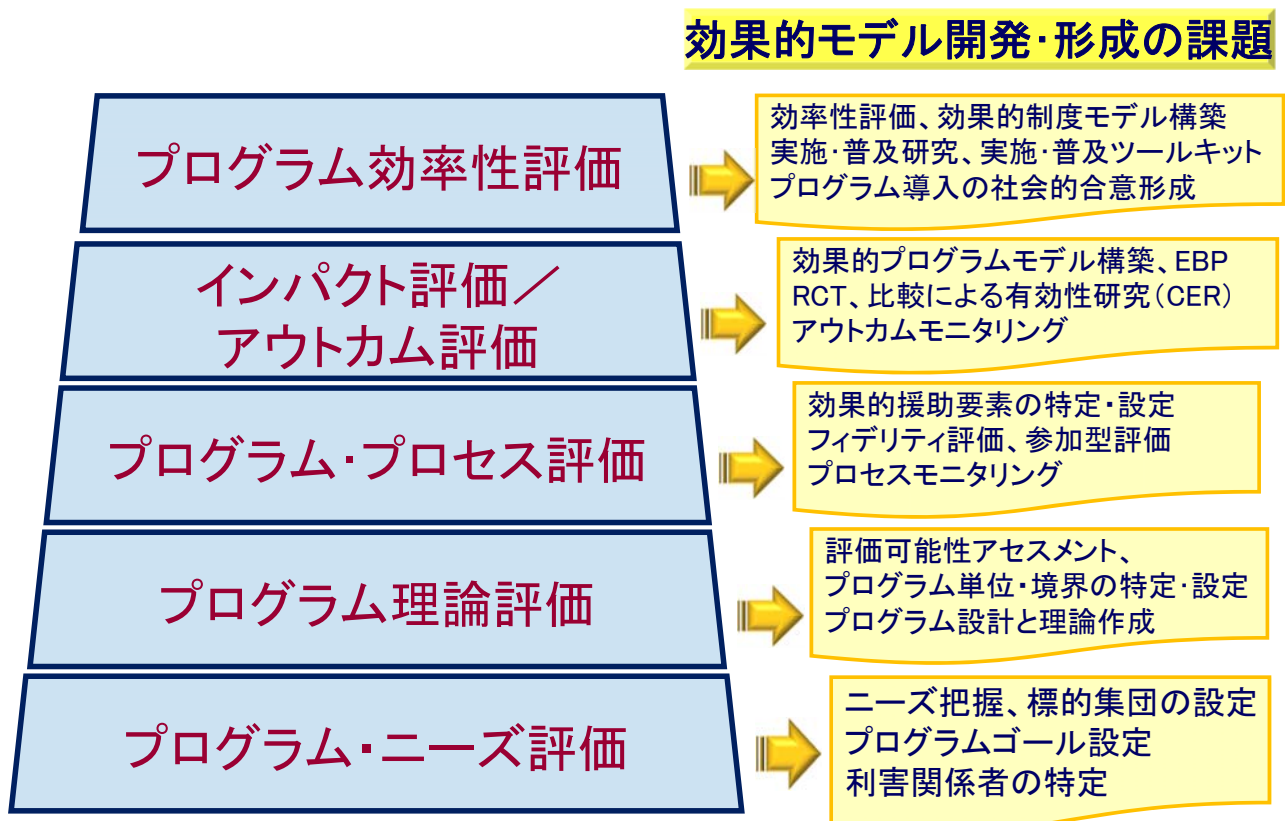 効果的モデル開発･形成の課題
プログラム効率性評価
効率性評価、効果的制度モデル構築
実施･普及研究、実施･普及ツールキット
プログラム導入の社会的合意形成
インパクト評価／
アウトカム評価
効果的プログラムモデル構築、EBP
RCT、比較による有効性研究（CER）
アウトカムモニタリング
プログラム･プロセス評価
効果的援助要素の特定・設定
フィデリティ評価、参加型評価
プロセスモニタリング
プログラム理論評価
評価可能性アセスメント、
プログラム単位・境界の特定･設定
プログラム設計と理論作成
プログラム・ニーズ評価
ニーズ把握、標的集団の設定
プログラムゴール設定
利害関係者の特定